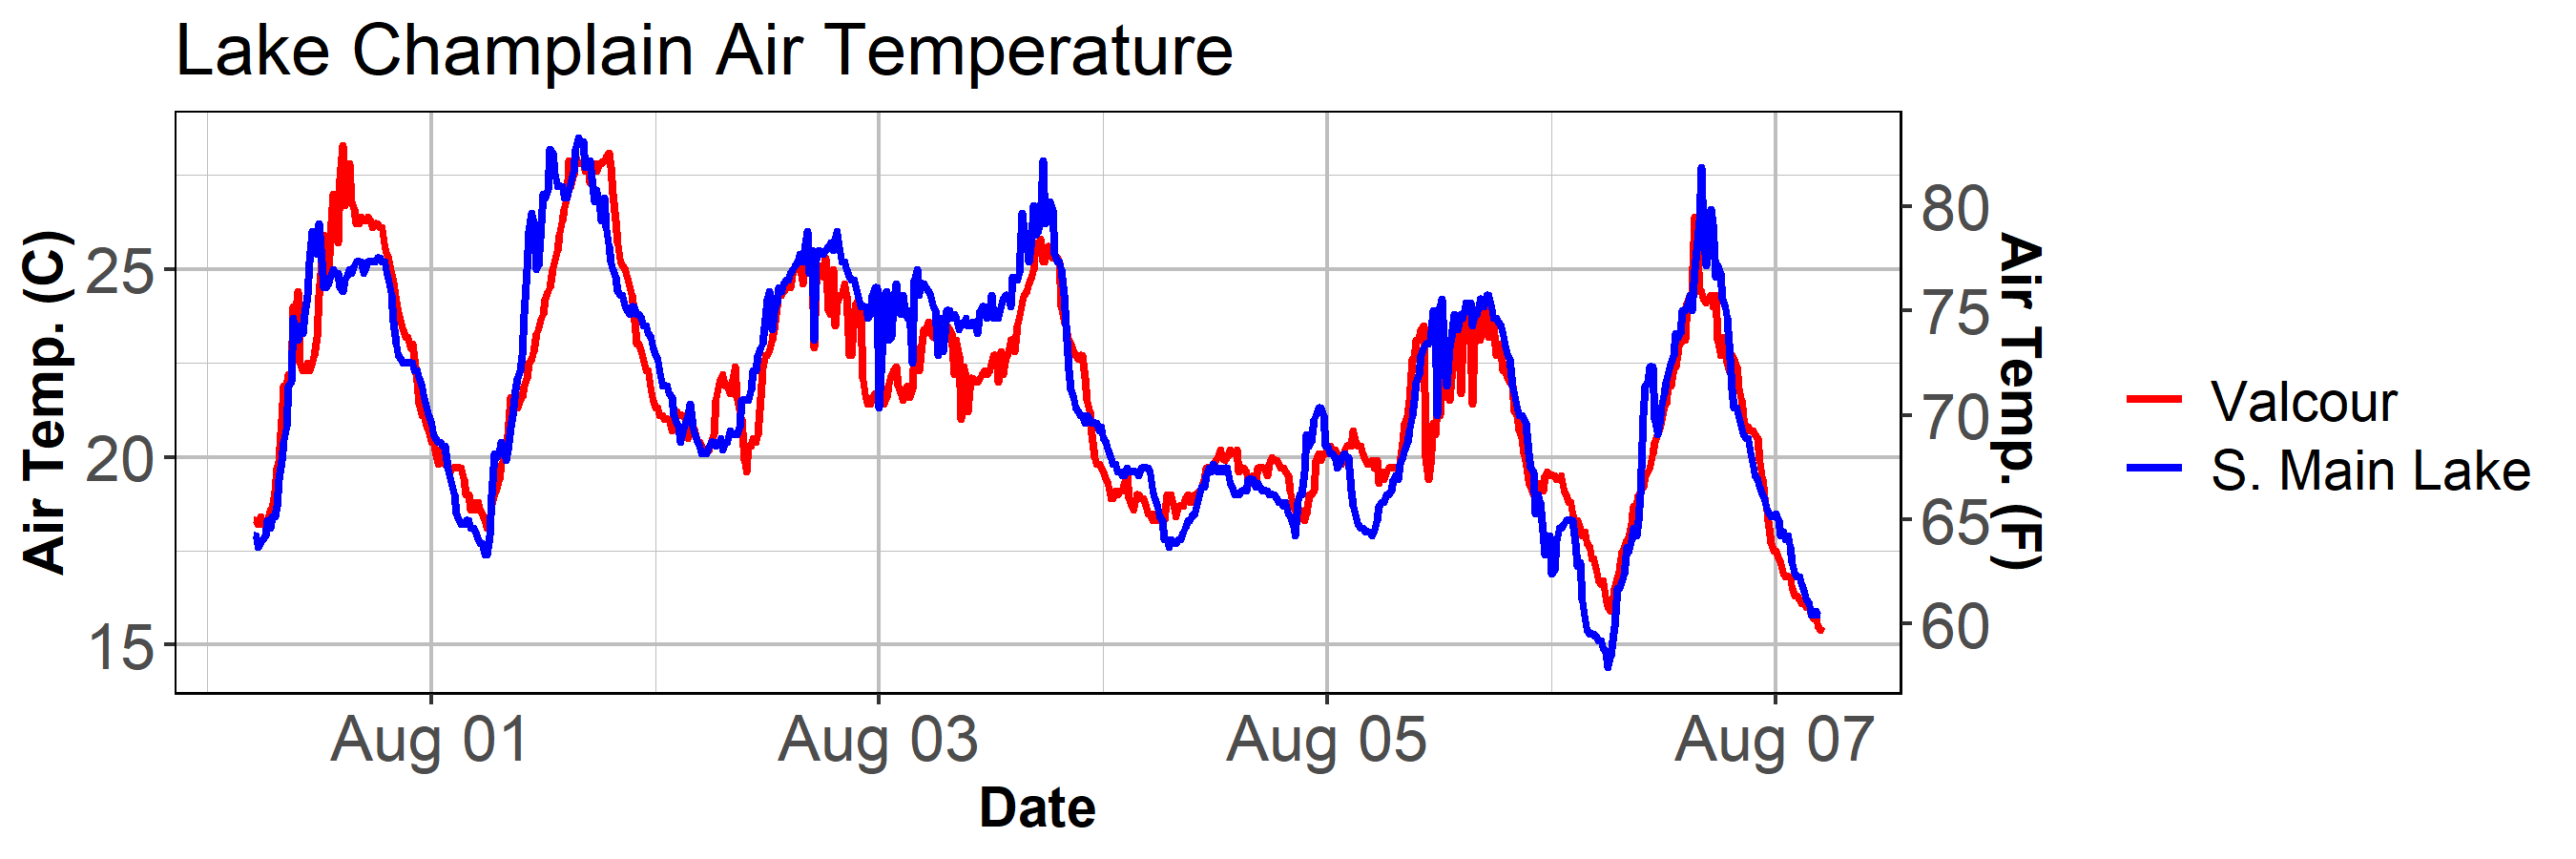 Lake Champlain Air Temperature
Air Temp. (C)
25
20
15
80
75
70
65
60
Air Temp. (F)
Aug 01 Aug 03 Aug 05 Aug 07
Date
Valcour
S. Main Lake